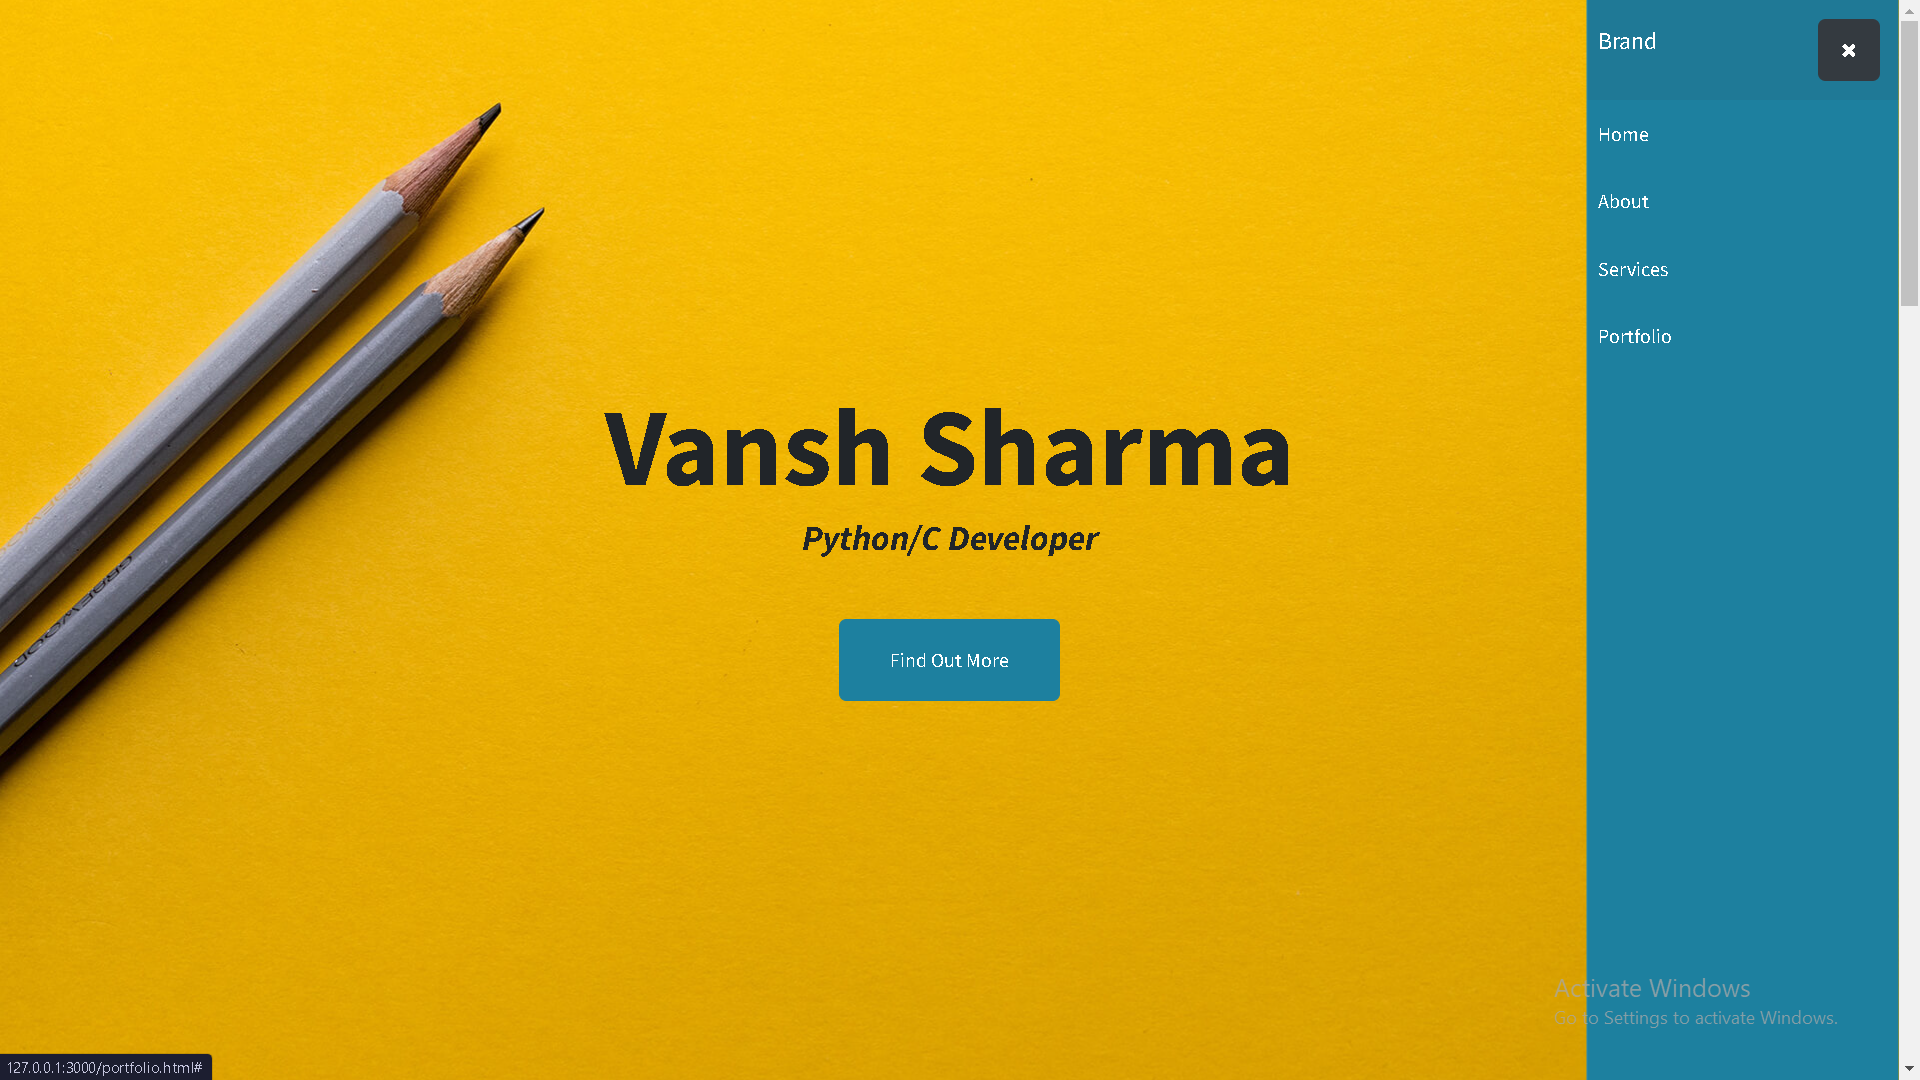 Brand
Home
About
Services
Portfolio
Vansh Sharma
Python/C Developer
Find Out More
Activate Windows
Go to Settings to activate Windows.
127.0.0.1:3000/portfolio.html#